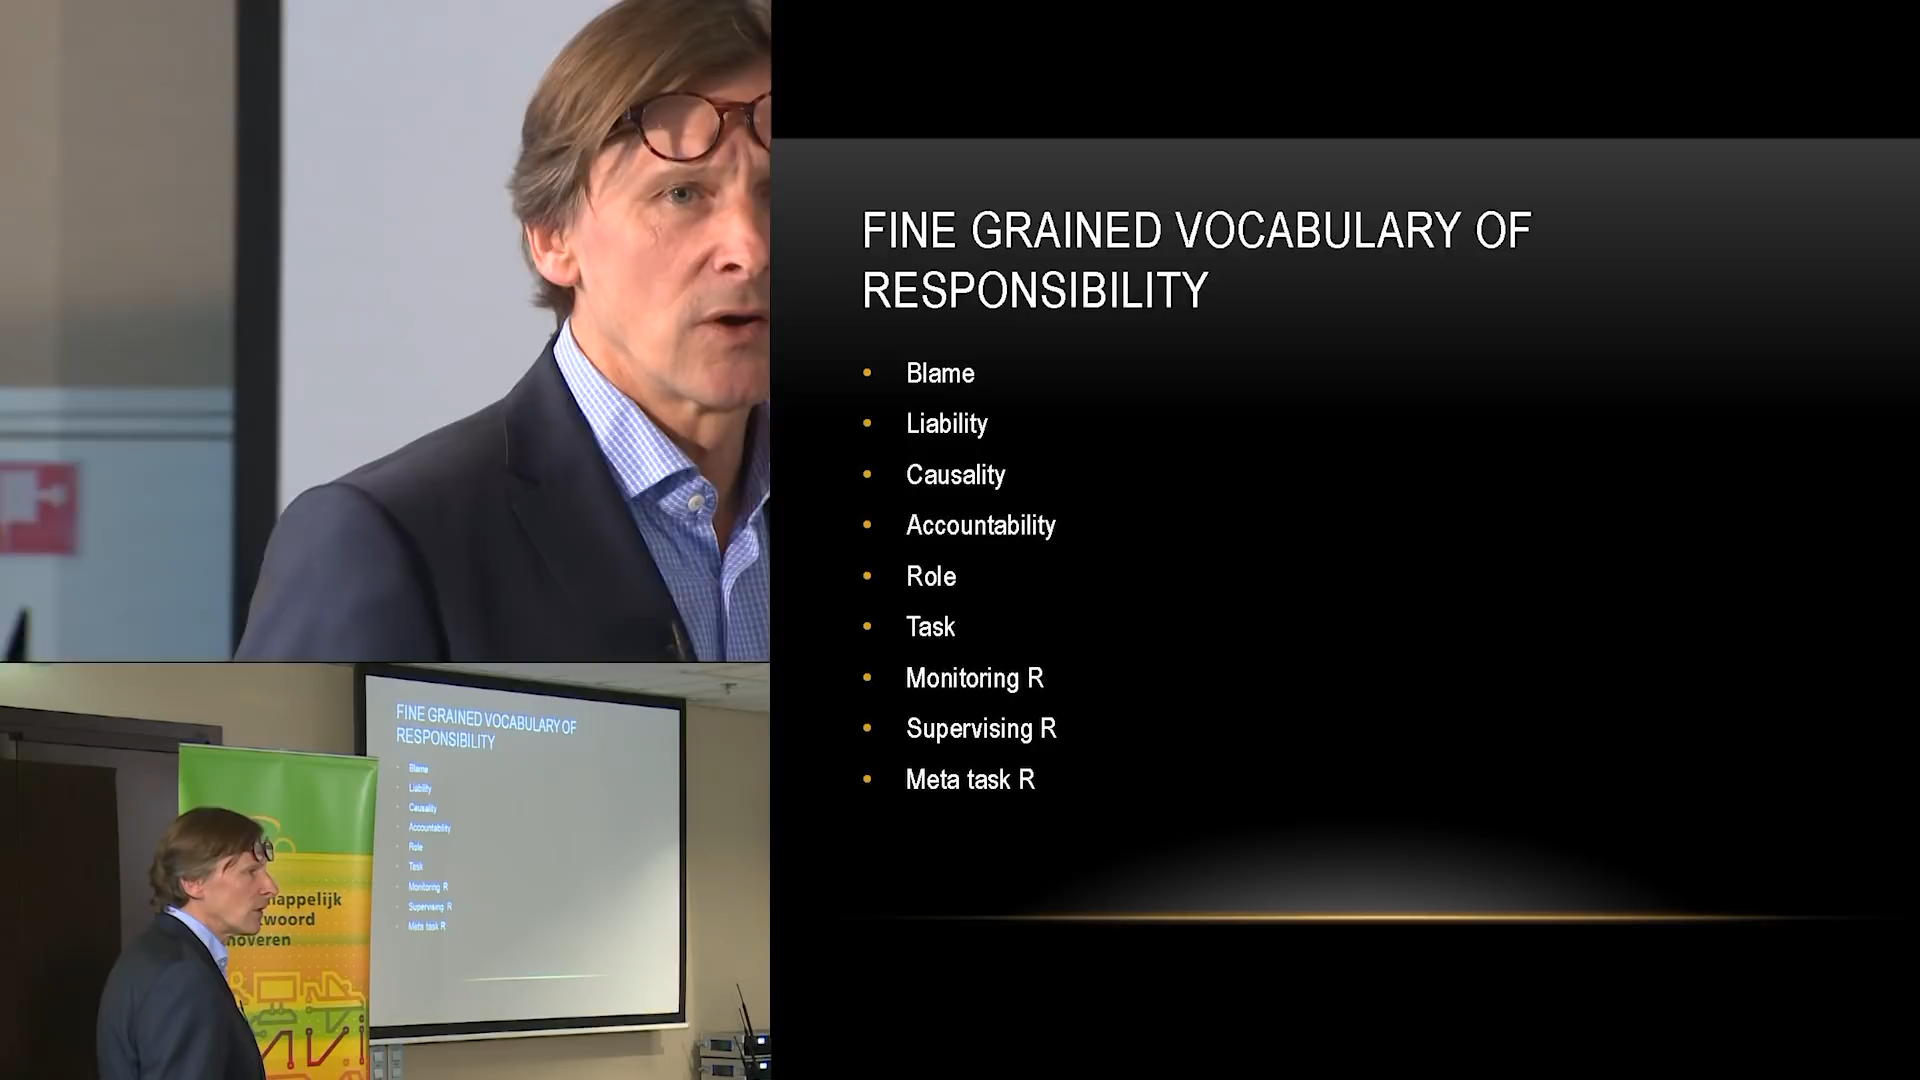 FINE GRAINED VOCABULARY OF
RESPONSIBILITY
• Blame
• Liability
• Causality
• Accountability
• Role
• Task
• Monitoring R
• Supervising R
• Meta task R
FINE GRAINED VOCABULARY OF
RESPONSIBILITY
Blame
Liability
Causality
Accountability
Role
Task
Monitoring R
Supervising R
Meta task R
happelijk
woord
noveren